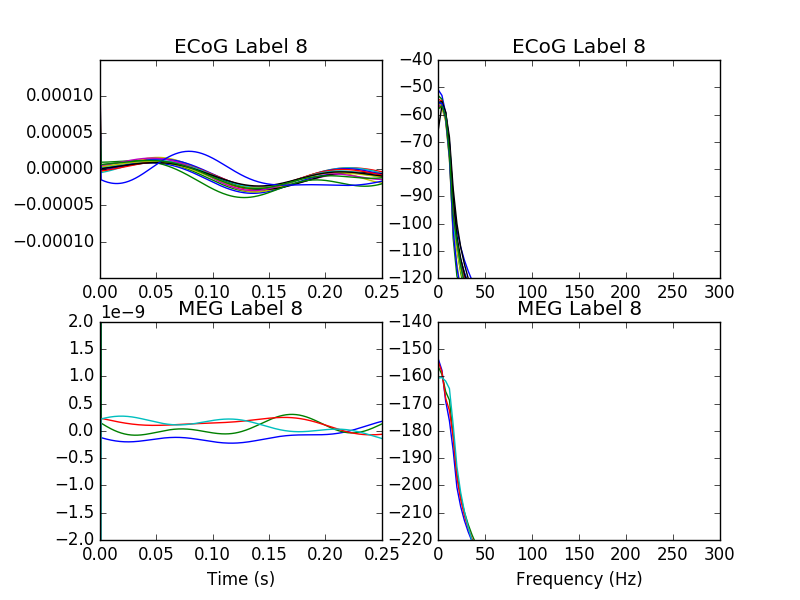 ECoG Label 8
0.00010
0.00005
0.00000
−0.00005
−0.00010
0.00 0.05 0.10 0.15 0.20 0.25
ECoG Label 8
−40
−50
−60
−70
−80
−90
−100
−110
−120
0 50 100 150 200 250 300
MEG Label 8
1e−9
2.0
1.5
1.0
0.5
0.0
−0.5
−1.0
−1.5
−2.0
0.00 0.05 0.10 0.15 0.20 0.25
Time (s)
MEG Label 8
−140
−150
−160
−170
−180
−190
−200
−210
−220
0 50 100 150 200 250 300
Frequency (Hz)